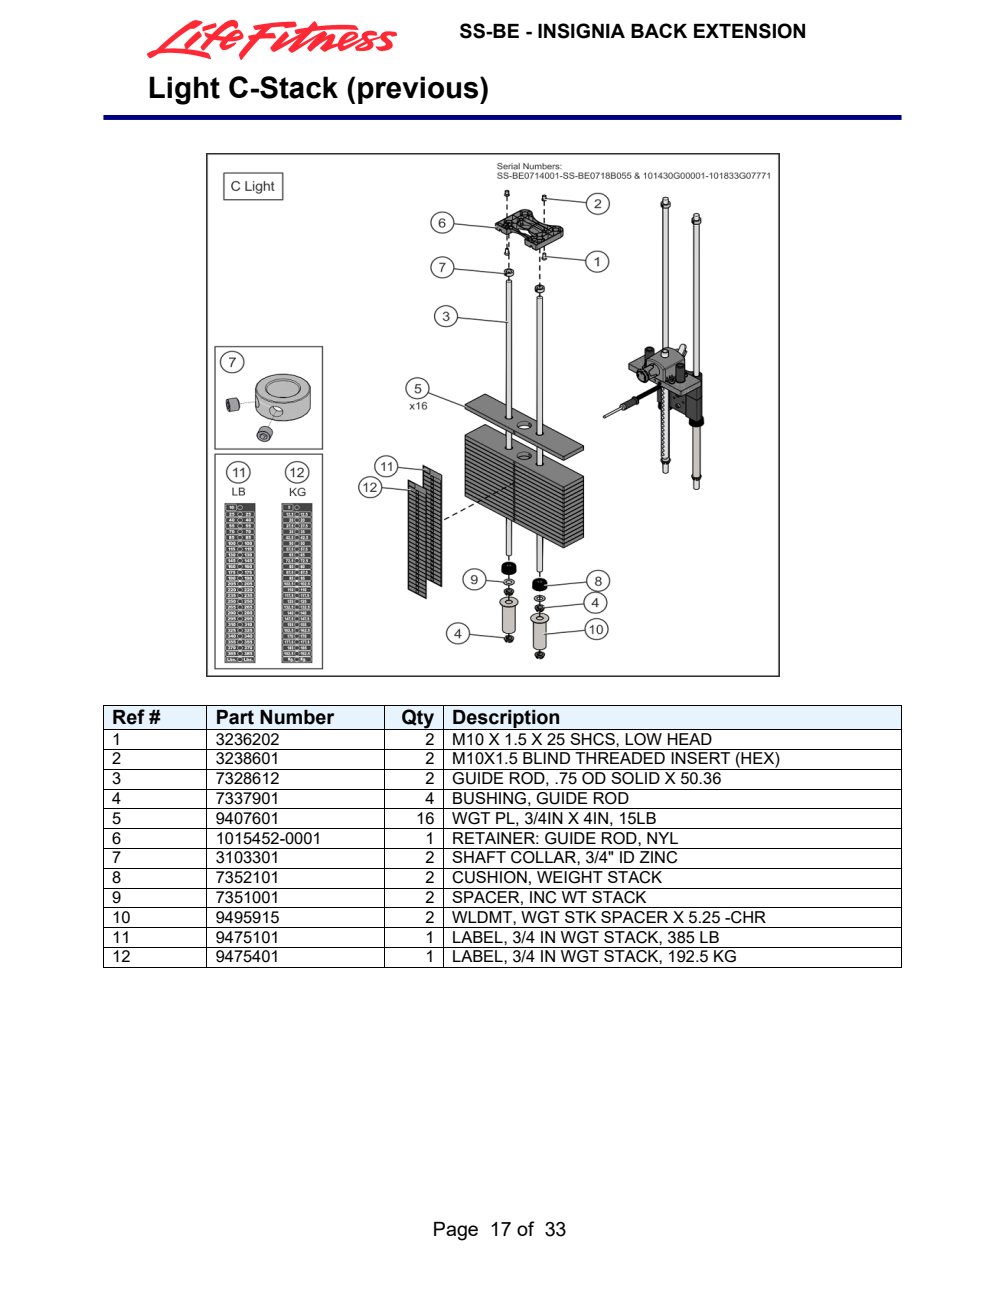 Life Fitness
SS-BE - INSIGNIA BACK EXTENSION
Light C-Stack (previous)
Serial Numbers:
SS-BE0714001-SS-BE0718B055 & 101430G00001-101833G07771
C Light
2
6
1
7
3
7
5
x16
11
12
11
12
LB
KG
9
8
4
4
10
Ref # Part Number Qty Description
1 3236202 2 M10 X 1.5 X 25 SHCS, LOW HEAD
2 3238601 2 M10X1.5 BLIND THREADED INSERT (HEX)
3 7328612 2 GUIDE ROD, .75 OD SOLID X 50.36
4 7337901 4 BUSHING, GUIDE ROD
5 9407601 16 WGT PL, 3/4IN X 4IN, 15LB
6 1015452-0001 1 RETAINER: GUIDE ROD, NYL
7 3103301 2 SHAFT COLLAR, 3/4" ID ZINC
8 7352101 2 CUSHION, WEIGHT STACK
9 7351001 2 SPACER, INC WT STACK
10 9495915 2 WLDMT, WGT STK SPACER X 5.25 -CHR
11 9475101 1 LABEL, 3/4 IN WGT STACK, 385 LB
12 9475401 1 LABEL, 3/4 IN WGT STACK, 192.5 KG
Page 17 of 33